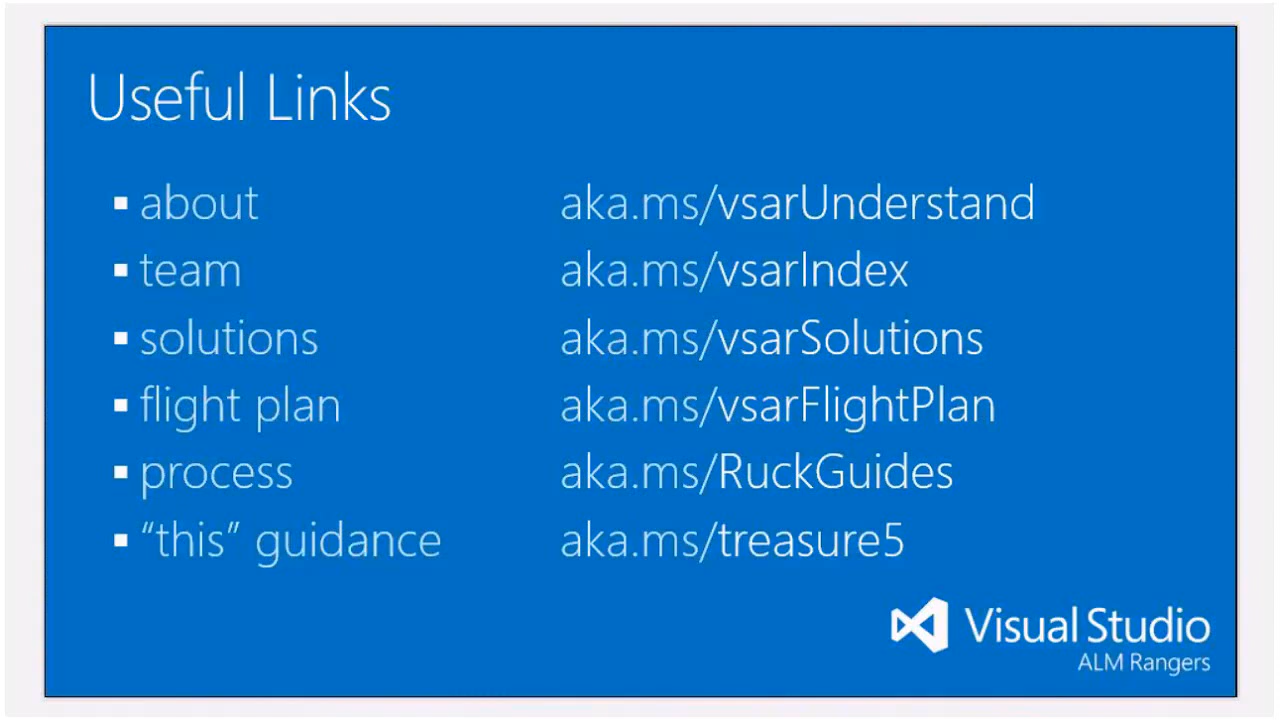 Useful Links
▪ about aka.ms/vsarUnderstand
▪ team aka.ms/vsarIndex
▪ solutions aka.ms/vsarSolutions
▪ flight plan aka.ms/vsarFlightPlan
▪ process aka.ms/RuckGuides
▪ “this” guidance aka.ms/treasure5
Visual Studio
ALM Rangers